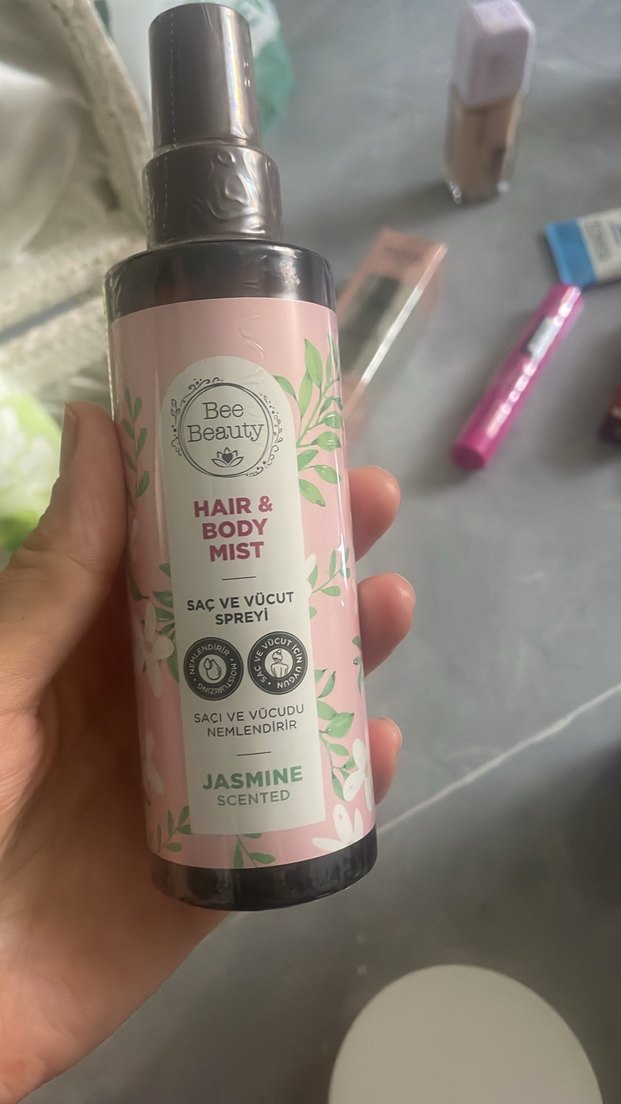 Bee
Beauty
HAIR &
BODY
MIST
SAÇ VE VÜCUT
SPREYİ
NEMLENDİRİR • MOISTURIZING •
SAÇ VE VÜCUT İÇİN UYGUN •
SAÇI VE VÜCUDU
NEMLENDİRİR
JASMINE
SCENTED